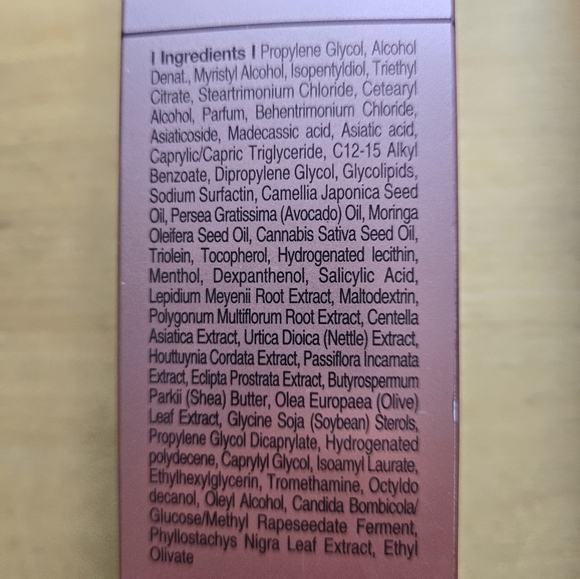 I Ingredients I Propylene Glycol, Alcohol
Denat., Myristyl Alcohol, Isopentyldiol, Triethyl
Citrate, Steartrimonium Chloride, Cetearyl
Alcohol, Parfum, Behentrimonium Chloride,
Asiaticoside, Madecassic acid, Asiatic acid,
Caprylic/Capric Triglyceride, C12-15 Alkyl
Benzoate, Dipropylene Glycol, Glycolipids,
Sodium Surfactin, Camellia Japonica Seed
Oil, Persea Gratissima (Avocado) Oil, Moringa
Oleifera Seed Oil, Cannabis Sativa Seed Oil,
Triolein, Tocopherol, Hydrogenated lecithin,
Menthol, Dexpanthenol, Salicylic Acid,
Lepidium Meyenii Root Extract, Maltodextrin,
Polygonum Multiflorum Root Extract, Centella
Asiatica Extract, Urtica Dioica (Nettle) Extract,
Houttuynia Cordata Extract, Passiflora Incarnata
Extract, Eclipta Prostrata Extract, Butyrospermum
Parkii (Shea) Butter, Olea Europaea (Olive)
Leaf Extract, Glycine Soja (Soybean) Sterols,
Propylene Glycol Dicaprylate, Hydrogenated
polydecene, Caprylyl Glycol, Isoamyl Laurate,
Ethylhexylglycerin, Tromethamine, Octyldo
decanol, Oleyl Alcohol, Candida Bombicola/
Glucose/Methyl Rapeseedate Ferment,
Phyllostachys Nigra Leaf Extract, Ethyl
Olivate